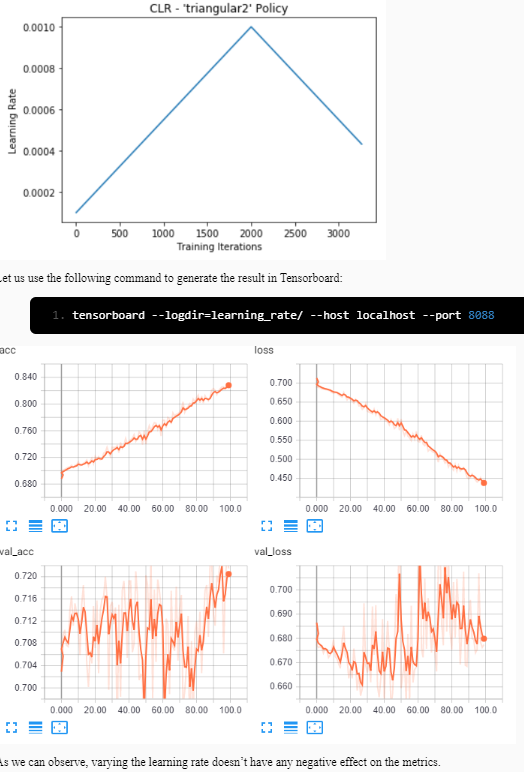 CLR - 'triangular2' Policy
0.0010
0.0008
0.0006
0.0004
0.0002
Learning Rate
0 500 1000 1500 2000 2500 3000
Training Iterations
Let us use the following command to generate the result in Tensorboard:
1. tensorboard --logdir=learning_rate/ --host localhost --port 8088
acc
0.840
0.800
0.760
0.720
0.680
0.000 20.00 40.00 60.00 80.00 100.0
loss
0.700
0.650
0.600
0.550
0.500
0.450
0.000 20.00 40.00 60.00 80.00 100.0
val_acc
0.720
0.716
0.712
0.708
0.704
0.700
0.000 20.00 40.00 60.00 80.00 100.0
val_loss
0.700
0.690
0.680
0.670
0.660
0.000 20.00 40.00 60.00 80.00 100.0
As we can observe, varying the learning rate doesn’t have any negative effect on the metrics.